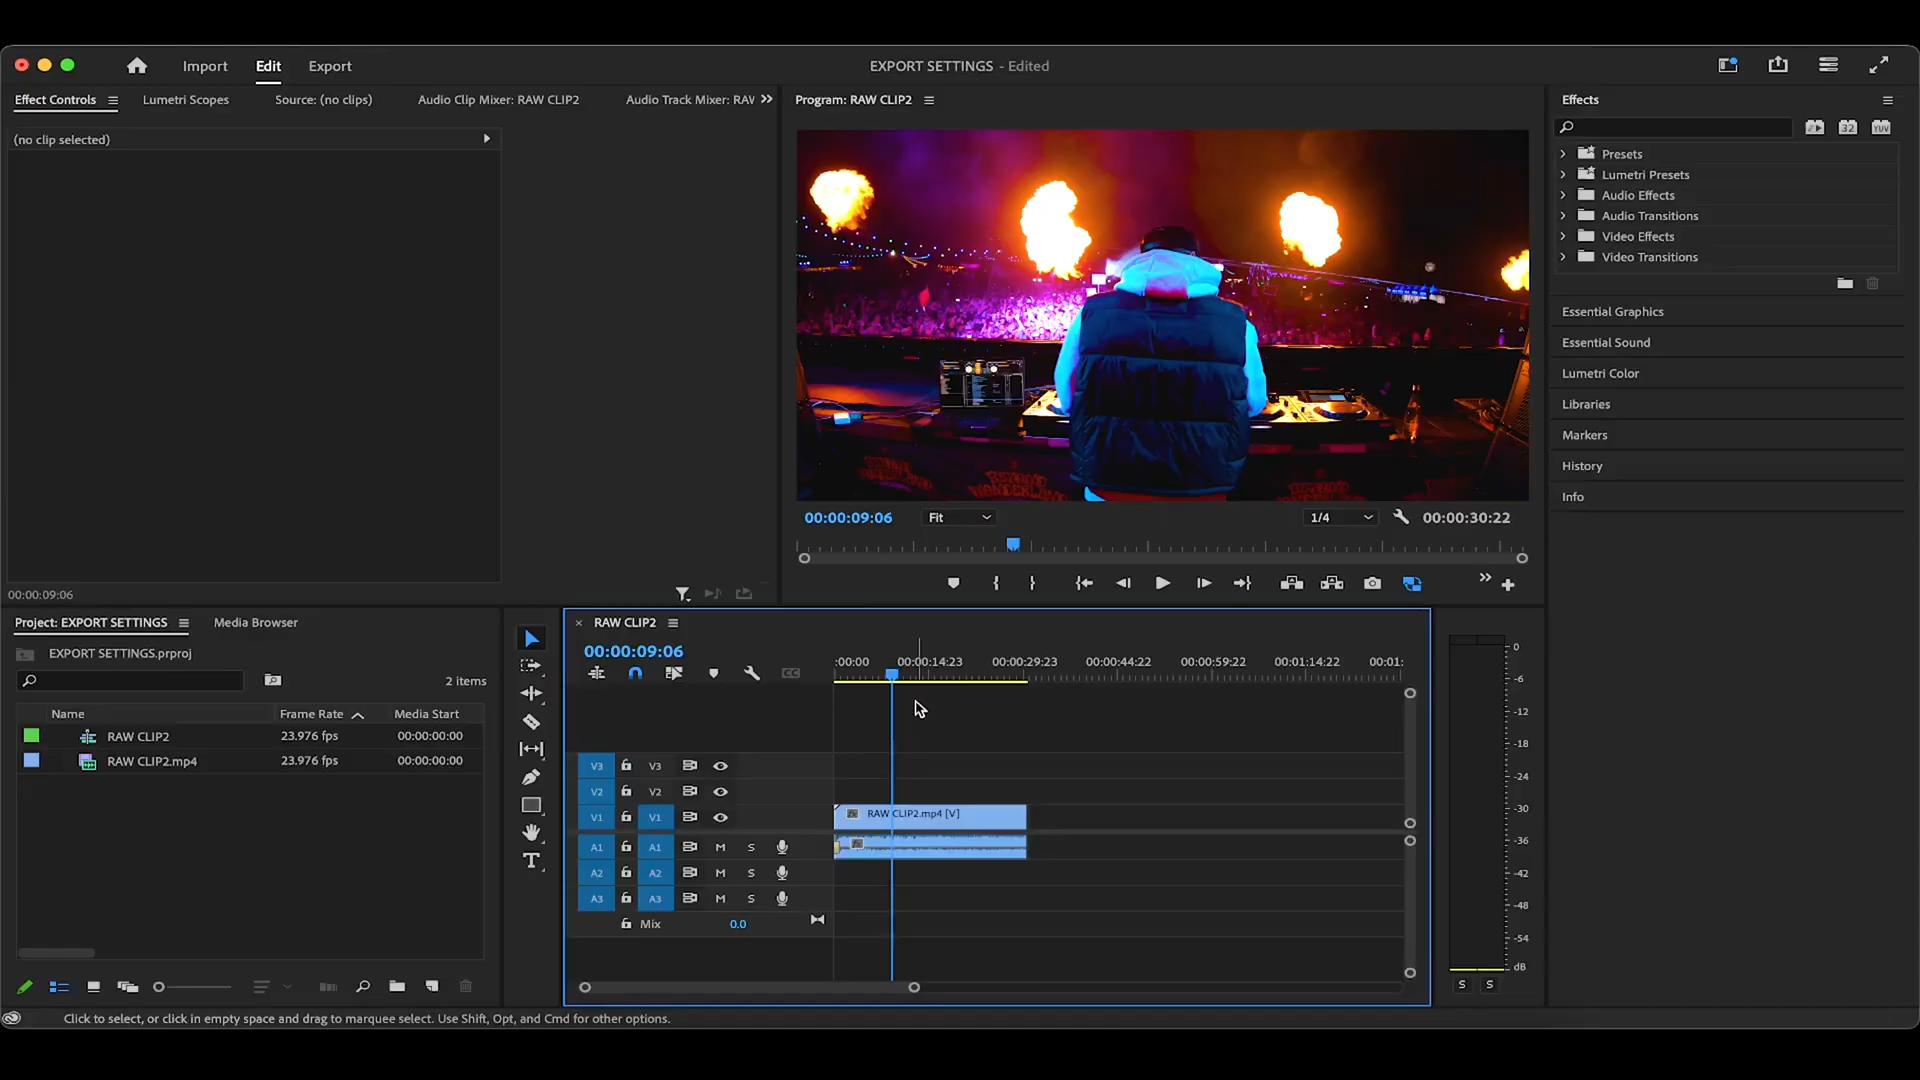 Import Edit Export
EXPORT SETTINGS - Edited
Effect Controls Lumetri Scopes Source: (no clips) Audio Clip Mixer: RAW CLIP2 Audio Track Mixer: RAV
(no clip selected)
00:00:09:06
Program: RAW CLIP2
BEYOND
WONDERLAND
00:00:09:06 Fit 1/4 00:00:30:22
Effects
32 YUV
Presets
Lumetri Presets
Audio Effects
Audio Transitions
Video Effects
Video Transitions
Essential Graphics
Essential Sound
Lumetri Color
Libraries
Markers
History
Info
Project: EXPORT SETTINGS Media Browser
EXPORT SETTINGS.prproj
2 items
Name Frame Rate Media Start
RAW CLIP2 23.976 fps 00:00:00:00
RAW CLIP2.mp4 23.976 fps 00:00:00:00
T
× RAW CLIP2
00:00:09:06
:00:00 00:00:14:23 00:00:29:23 00:00:44:22 00:00:59:22 00:01:14:22 00:01:
CC
V3 V3
V2 V2
V1 V1
RAW CLIP2.mp4 [V]
A1 A1 M S
A2 A2 M S
A3 A3 M S
Mix 0.0
0
-6
-12
-18
-24
-30
-36
-42
-48
-54
dB
S S
Click to select, or click in empty space and drag to marquee select. Use Shift, Opt, and Cmd for other options.